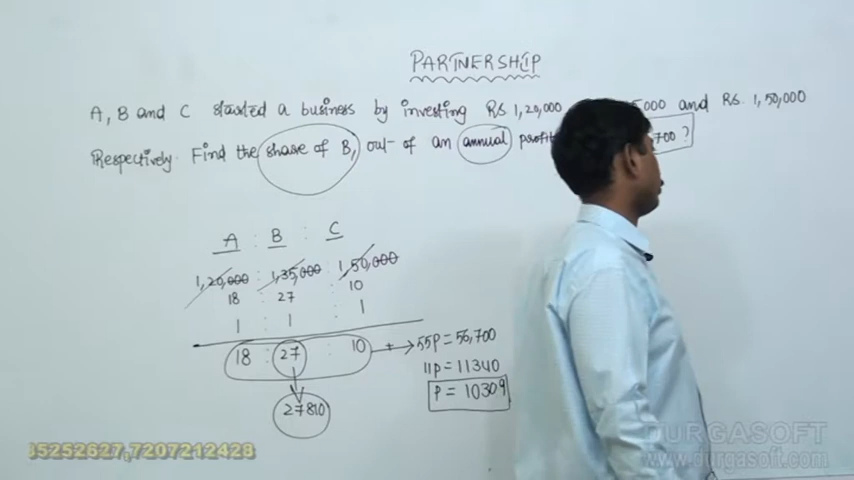 PARTNERSHIP
A, B and C started a business by investing Rs 1,20,000 5000 and Rs. 1,50,000
Respectively. Find the share of B, out of an annual profit 700 ?
A : B : C
1,20,000 : 1,35,000 : 1,50,000
18 : 27 : 10
1 1 1
18 : 27 : 10 → 55P = 56,700
11P = 11340
P = 10309
27810
35252627,7207212428
DURGASOFT
www.durgasoft.com